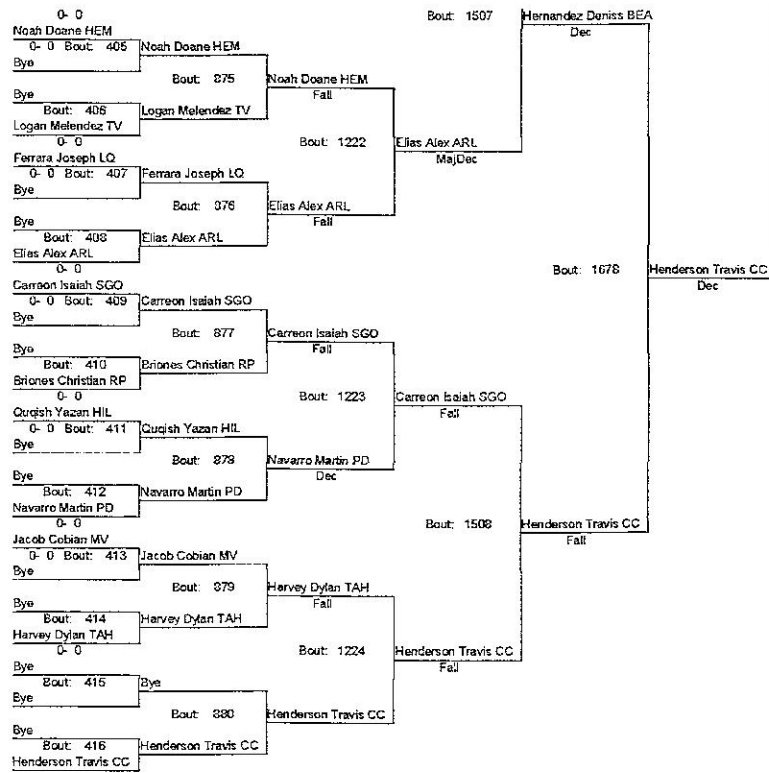 0- 0
Bout: 1507 Hernandez Deniss BEA
Noah Doane HEM
Dec
0- 0 Bout: 405 Noah Doane HEM
Bye
Bout: 875 Noah Doane HEM
Bye
Fall
Bout: 406 Logan Melendez TV
Logan Melendez TV
Bout: 1222 Elias Alex ARL
0- 0
MajDec
Ferrara Joseph LQ
0- 0 Bout: 407 Ferrara Joseph LQ
Bye
Bout: 876 Elias Alex ARL
Bye
Fall
Bout: 408 Elias Alex ARL
Elias Alex ARL
0- 0
Bout: 1678 Henderson Travis CC
Dec
Carreon Isaiah SGO
0- 0 Bout: 409 Carreon Isaiah SGO
Bye
Bout: 877 Carreon Isaiah SGO
Bye
Fall
Bout: 410 Briones Christian RP
Briones Christian RP
0- 0
Bout: 1223 Carreon Isaiah SGO
Fall
Quqish Yazan HIL
0- 0 Bout: 411 Quqish Yazan HIL
Bye
Bout: 878 Navarro Martin PD
Bye
Dec
Bout: 412 Navarro Martin PD
Navarro Martin PD
0- 0
Bout: 1508 Henderson Travis CC
Fall
Jacob Cobian MV
0- 0 Bout: 413 Jacob Cobian MV
Bye
Bout: 879 Harvey Dylan TAH
Bye
Fall
Bout: 414 Harvey Dylan TAH
Harvey Dylan TAH
0- 0
Bout: 1224 Henderson Travis CC
Fall
Bye
Bout: 415 Bye
Bye
Bout: 880 Henderson Travis CC
Bye
Bout: 416 Henderson Travis CC
Henderson Travis CC